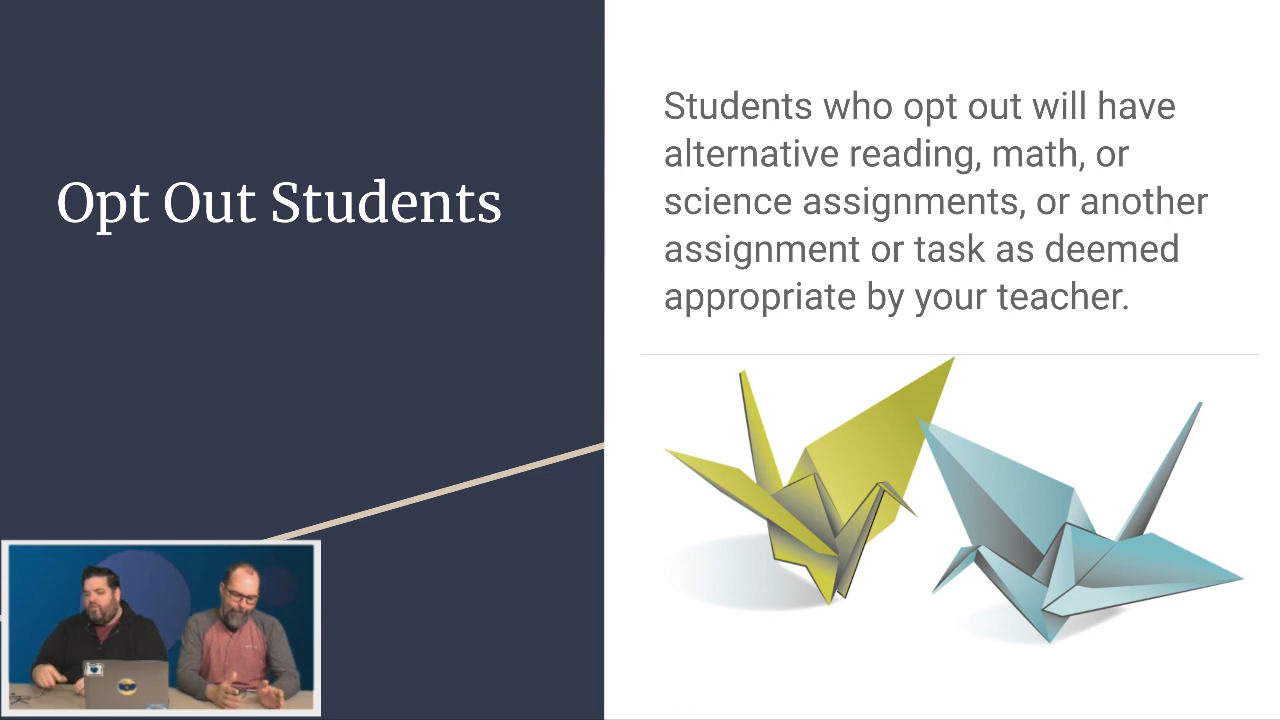 Opt Out Students
Students who opt out will have
alternative reading, math, or
science assignments, or another
assignment or task as deemed
appropriate by your teacher.